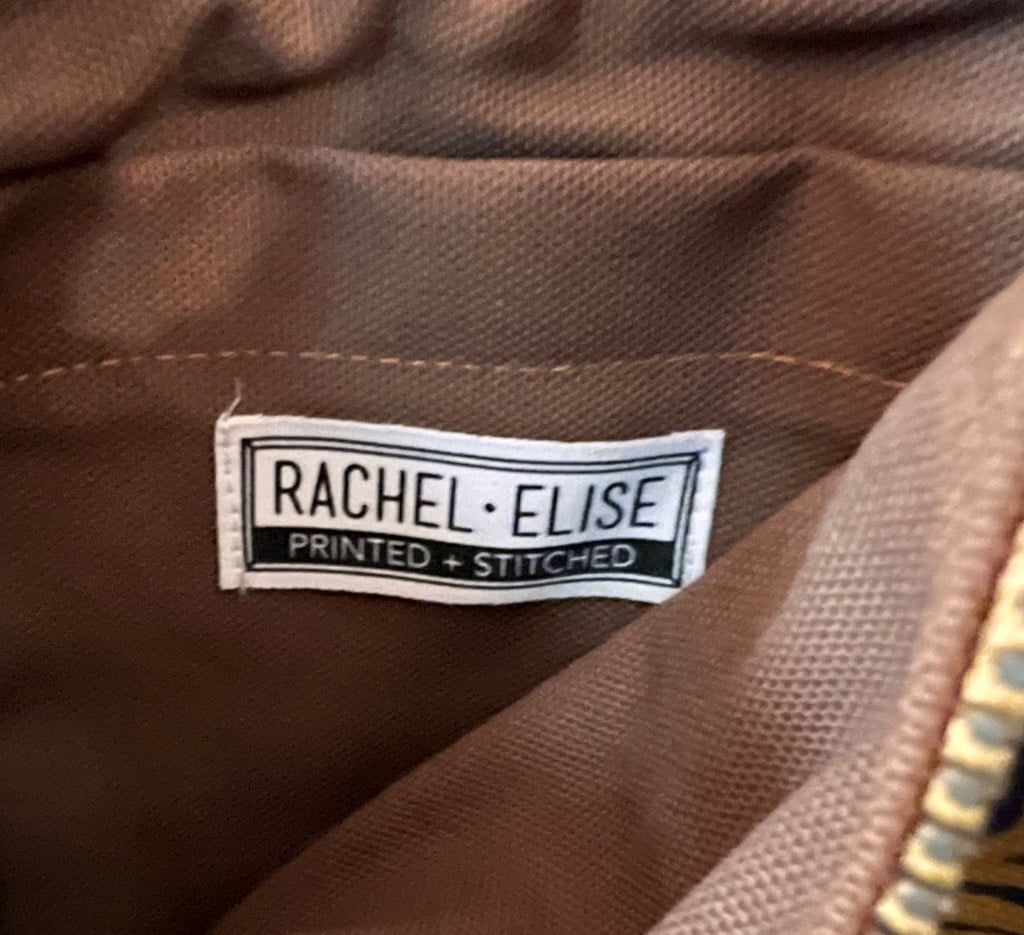 RACHEL · ELISE
PRINTED + STITCHED